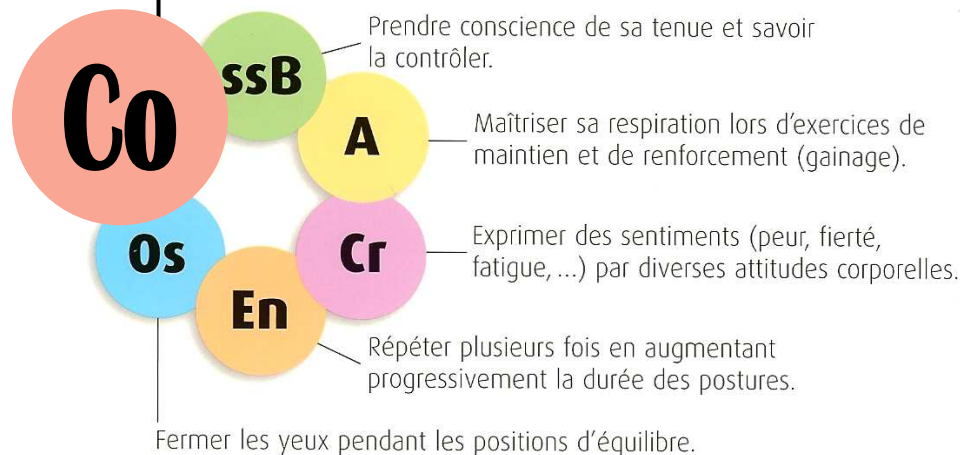 Prendre conscience de sa tenue et savoir
la contrôler.
Co
ssB
A
Maîtriser sa respiration lors d'exercices de
maintien et de renforcement (gainage).
Os
Cr
Exprimer des sentiments (peur, fierté,
fatigue, ...) par diverses attitudes corporelles.
En
Répéter plusieurs fois en augmentant
progressivement la durée des postures.
Fermer les yeux pendant les positions d'équilibre.